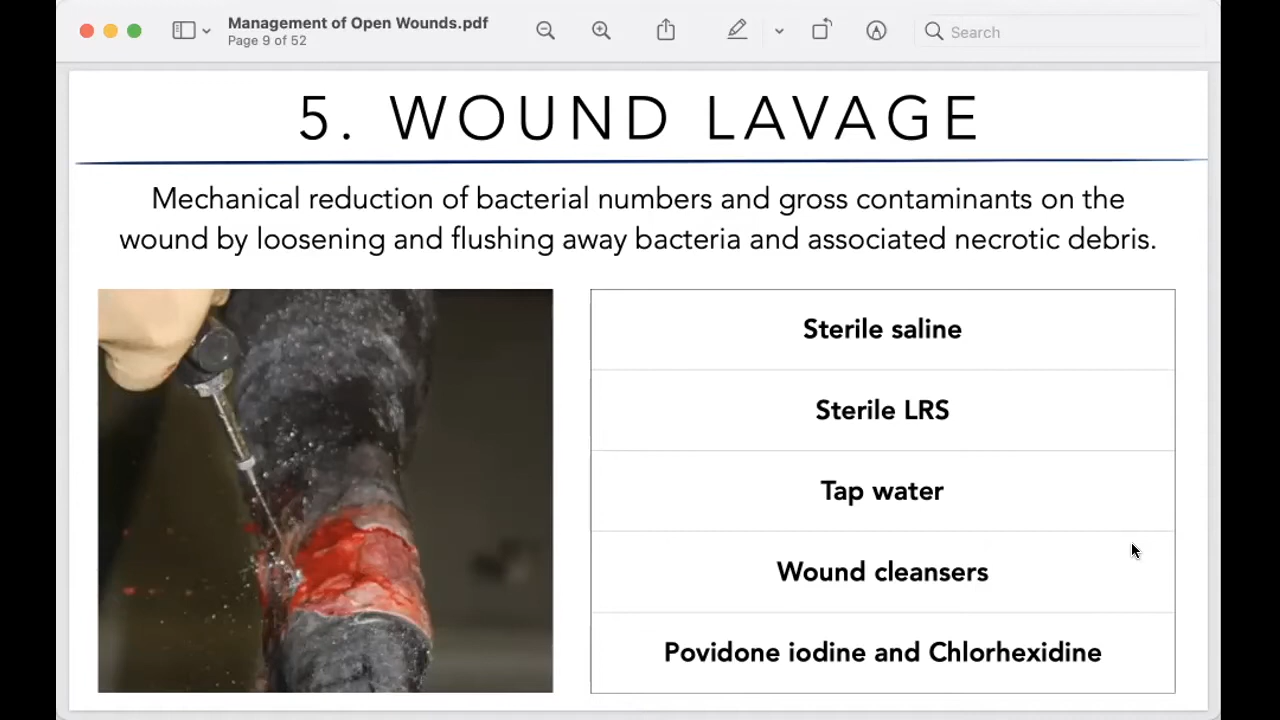 Management of Open Wounds.pdf
Page 9 of 52
Search
5. WOUND LAVAGE
Mechanical reduction of bacterial numbers and gross contaminants on the
wound by loosening and flushing away bacteria and associated necrotic debris.
Sterile saline
Sterile LRS
Tap water
Wound cleansers
Povidone iodine and Chlorhexidine